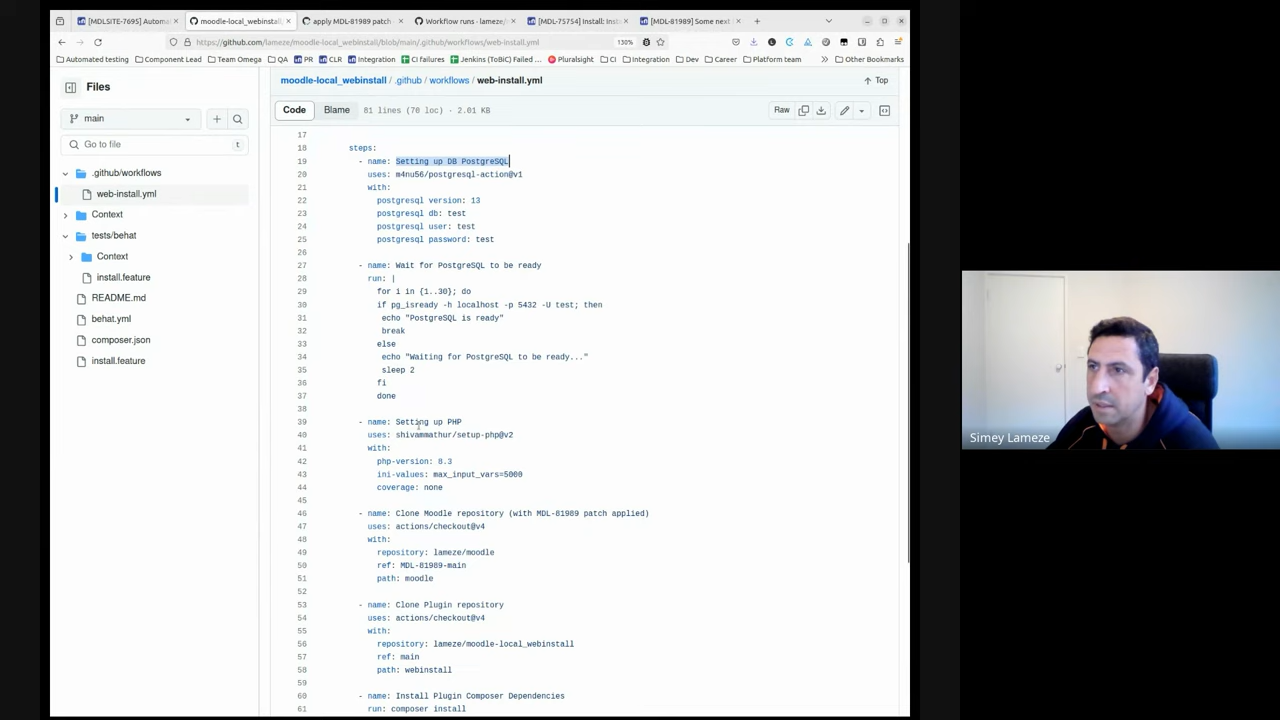 [MDLSITE-7695] Automa
moodle-local_webinstall
apply MDL-81989 patch
Workflow runs - lameze/m
[MDL-75754] Install: Inst
[MDL-81989] Some next
https://github.com/lameze/moodle-local_webinstall/blob/main/.github/workflows/web-install.yml
130%
Automated testing
Component Lead
Team Omega
QA
PR
CLR
Integration
CI failures
Jenkins (ToBiC) Failed ...
Pluralsight
CI
Integration
Dev
Career
Platform team
Other Bookmarks
Files
main
Go to file
t
.github/workflows
web-install.yml
Context
tests/behat
Context
install.feature
README.md
behat.yml
composer.json
install.feature
moodle-local_webinstall / .github / workflows / web-install.yml
Top
Code
Blame
81 lines (70 loc) · 2.01 KB
Raw
17
18 steps:
19 - name: Setting up DB PostgreSQL
20 uses: m4nu56/postgresql-action@v1
21 with:
22 postgresql version: 13
23 postgresql db: test
24 postgresql user: test
25 postgresql password: test
26
27 - name: Wait for PostgreSQL to be ready
28 run: |
29 for i in {1..30}; do
30 if pg_isready -h localhost -p 5432 -U test; then
31 echo "PostgreSQL is ready"
32 break
33 else
34 echo "Waiting for PostgreSQL to be ready..."
35 sleep 2
36 fi
37 done
38
39 - name: Setting up PHP
40 uses: shivammathur/setup-php@v2
41 with:
42 php-version: 8.3
43 ini-values: max_input_vars=5000
44 coverage: none
45
46 - name: Clone Moodle repository (with MDL-81989 patch applied)
47 uses: actions/checkout@v4
48 with:
49 repository: lameze/moodle
50 ref: MDL-81989-main
51 path: moodle
52
53 - name: Clone Plugin repository
54 uses: actions/checkout@v4
55 with:
56 repository: lameze/moodle-local_webinstall
57 ref: main
58 path: webinstall
59
60 - name: Install Plugin Composer Dependencies
61 run: composer install
Simey Lameze